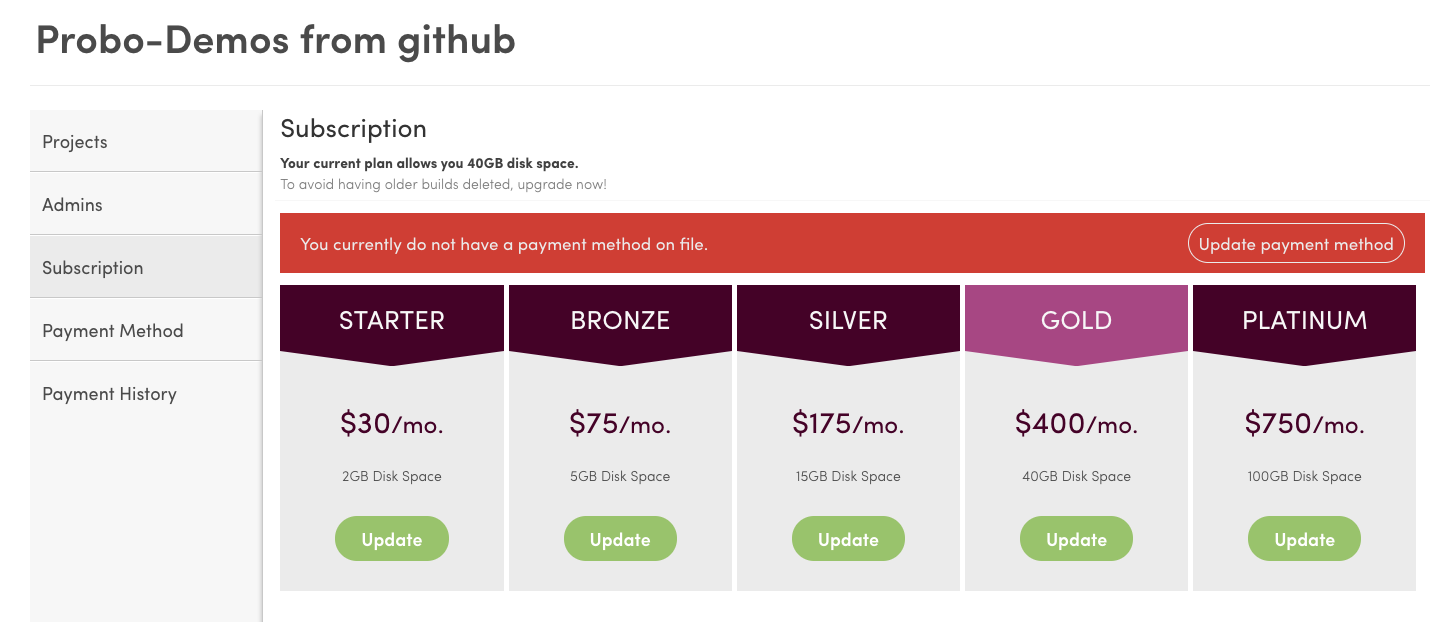 Probo-Demos from github
Projects
Admins
Subscription
Payment Method
Payment History
Subscription
Your current plan allows you 40GB disk space.
To avoid having older builds deleted, upgrade now!
You currently do not have a payment method on file.
Update payment method
STARTER
$30/mo.
2GB Disk Space
Update
BRONZE
$75/mo.
5GB Disk Space
Update
SILVER
$175/mo.
15GB Disk Space
Update
GOLD
$400/mo.
40GB Disk Space
Update
PLATINUM
$750/mo.
100GB Disk Space
Update